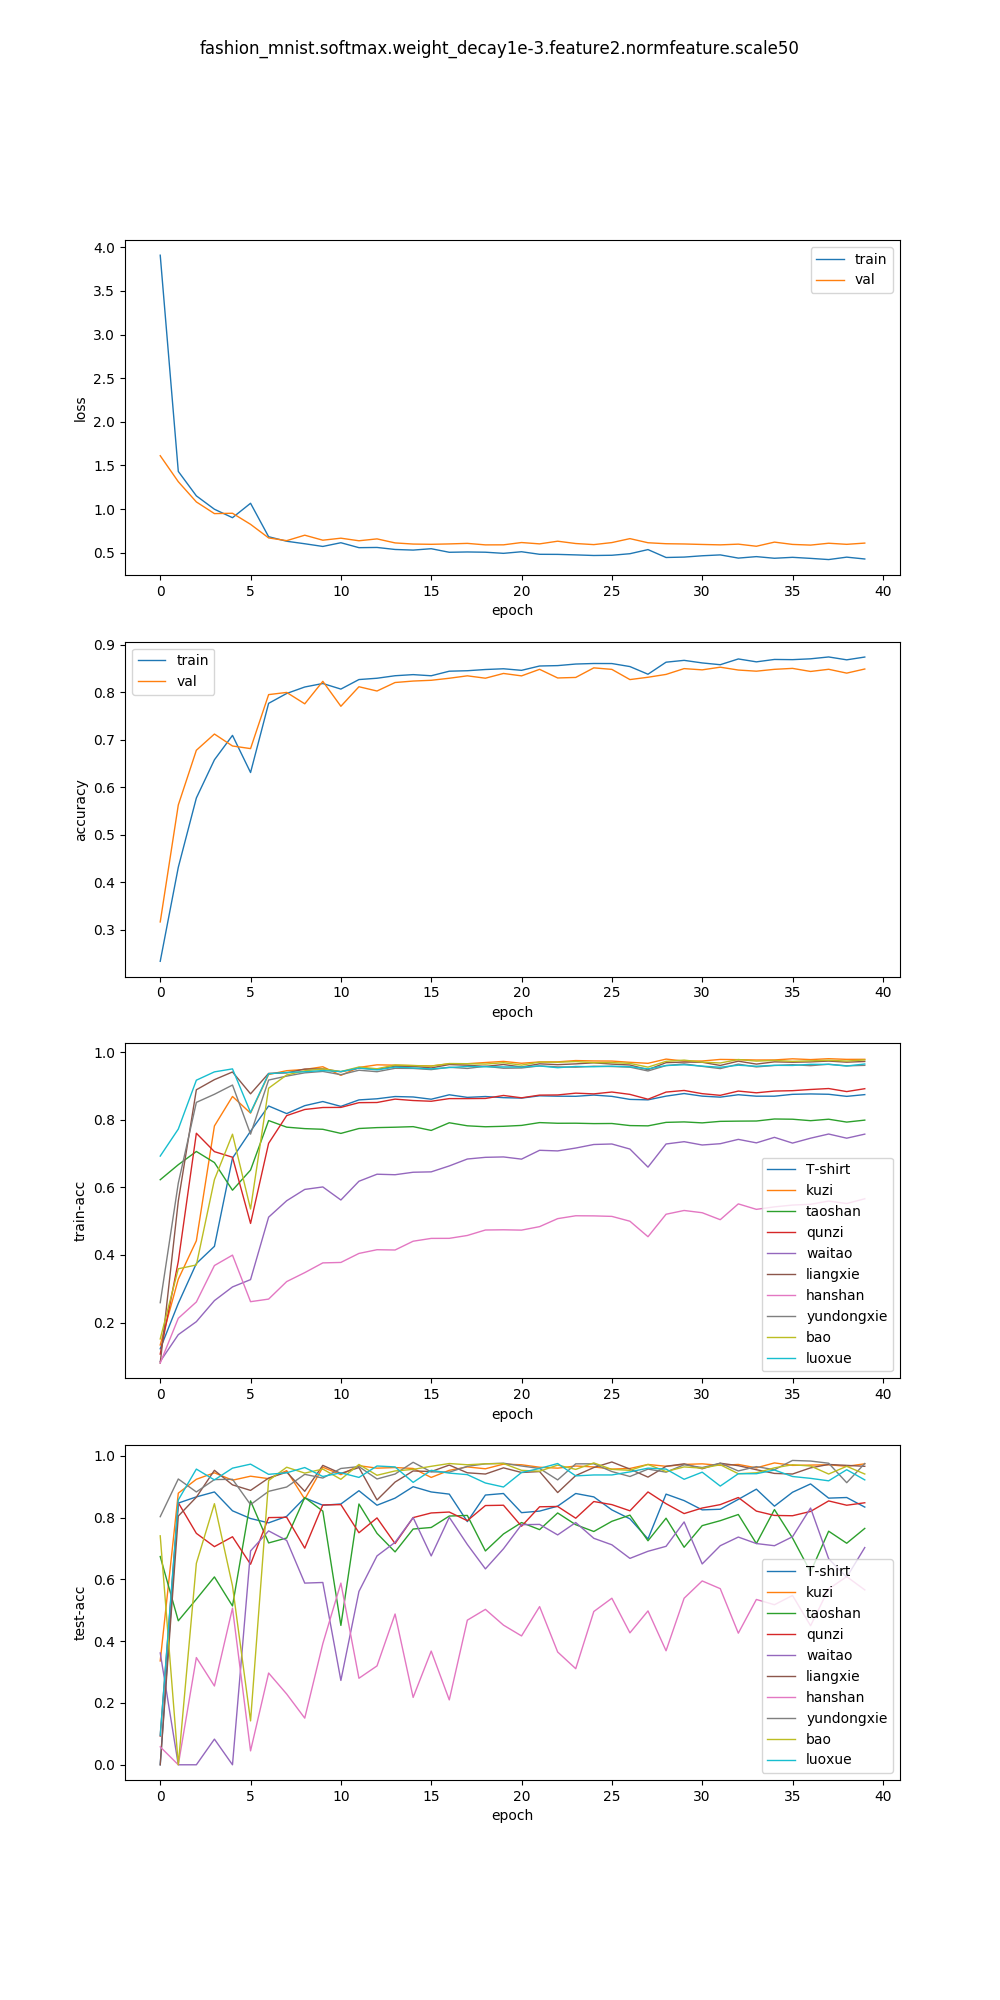 fashion_mnist.softmax.weight_decay1e-3.feature2.normfeature.scale50
4.0
3.5
3.0
2.5
2.0
1.5
1.0
0.5
loss
train
val
0 5 10 15 20 25 30 35 40
epoch
0.9
0.8
0.7
0.6
0.5
0.4
0.3
accuracy
train
val
0 5 10 15 20 25 30 35 40
epoch
1.0
0.8
0.6
0.4
0.2
train-acc
T-shirt
kuzi
taoshan
qunzi
waitao
liangxie
hanshan
yundongxie
bao
luoxue
0 5 10 15 20 25 30 35 40
epoch
1.0
0.8
0.6
0.4
0.2
0.0
test-acc
T-shirt
kuzi
taoshan
qunzi
waitao
liangxie
hanshan
yundongxie
bao
luoxue
0 5 10 15 20 25 30 35 40
epoch